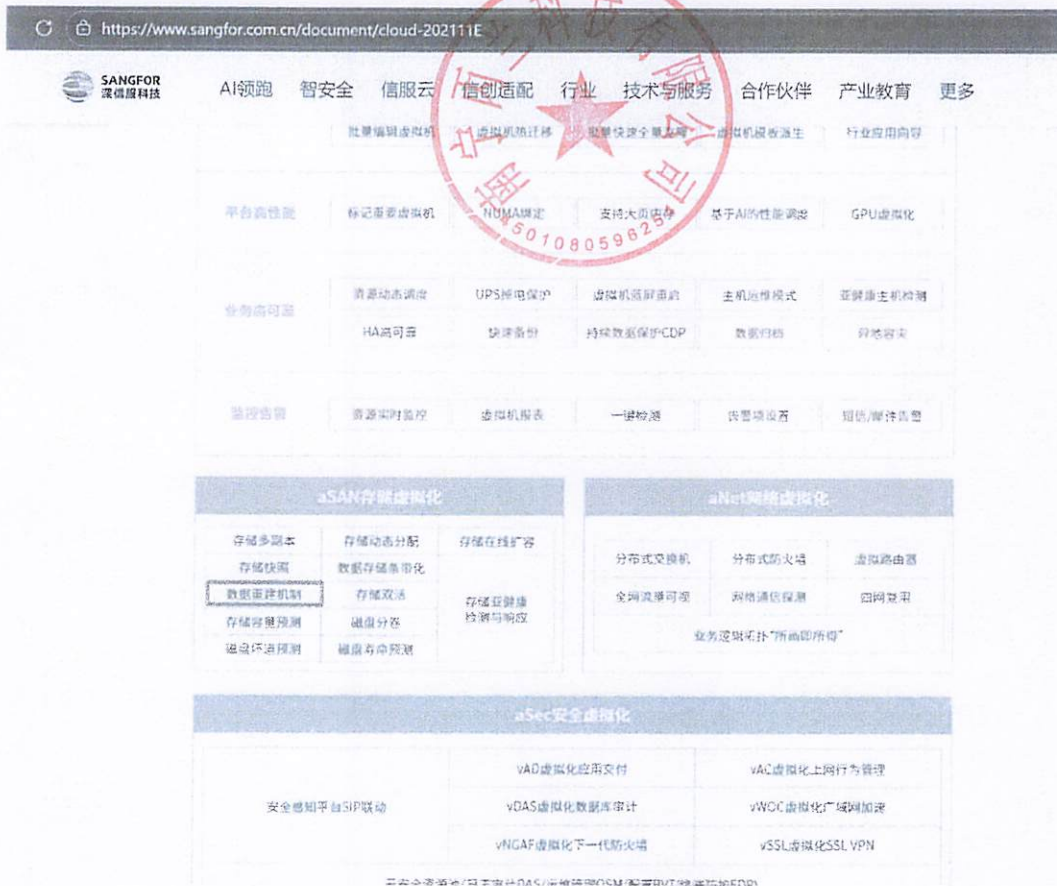 https://www.sangfor.com.cn/document/cloud-202111E
SANGFOR
深信服科技
AI领跑 智安全 信服云 信创适配 行业 技术与服务 合作伙伴 产业教育 更多
批量编辑虚拟机 虚拟机热迁移 虚拟机模板派生 行业应用向导
平台高性能 标记重要虚拟机 NUMA绑定 支持大页内存 基于AI的性能调度 GPU虚拟化
业务高可靠
资源动态调度 UPS掉电保护 虚拟机蓝屏重启 主机运维模式 亚健康主机检测
HA高可靠 快速备份 持续数据保护CDP 数据归档 异地容灾
监控告警 资源实时监控 虚拟机报表 一键检测 告警项设置 短信/邮件告警
aSAN存储虚拟化 aNet网络虚拟化
存储多副本 存储动态分配 存储在线扩容
存储快照 数据存储条带化
数据重建机制 存储双活
存储亚健康
检测与响应
存储容量预测 磁盘分卷
磁盘坏道预测 磁盘寿命预测
分布式交换机 分布式防火墙 虚拟路由器
全网流量可视 网络通信探测 四网复用
业务逻辑拓扑“所画即所得”
aSec安全虚拟化
安全感知平台SIP联动
vAD虚拟化应用交付 vAC虚拟化上网行为管理
vDAS虚拟化数据库审计 vWOC虚拟化广域网加速
vNGAF虚拟化下一代防火墙 vSSL虚拟化SSL VPN
科技有限公司